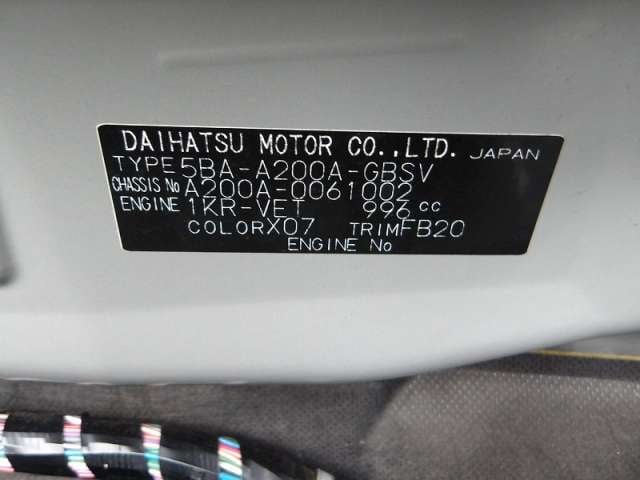 DAIHATSU MOTOR CO.,LTD. JAPAN
TYPE 5BA-A200A-GBSV
CHASSIS No A200A-0061002
ENGINE 1KR-VET 996 cc
COLOR X07 TRIM FB20
ENGINE No